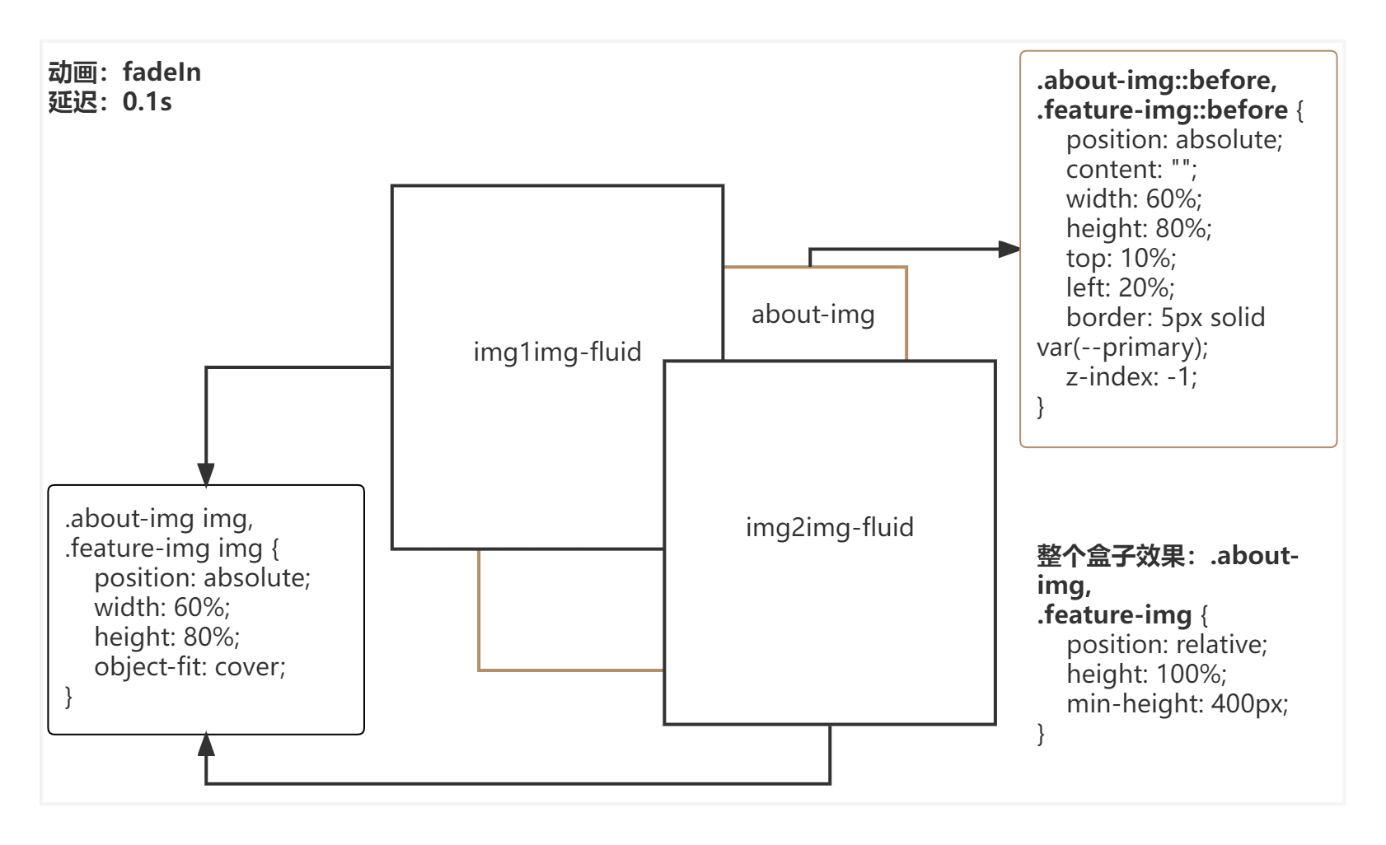 动画：fadeIn
延迟：0.1s
.about-img::before,
.feature-img::before {
position: absolute;
content: "";
width: 60%;
height: 80%;
top: 10%;
left: 20%;
border: 5px solid
var(--primary);
z-index: -1;
}
about-img
img1img-fluid
img2img-fluid
.about-img img,
.feature-img img {
position: absolute;
width: 60%;
height: 80%;
object-fit: cover;
}
整个盒子效果：.about-
img,
.feature-img {
position: relative;
height: 100%;
min-height: 400px;
}